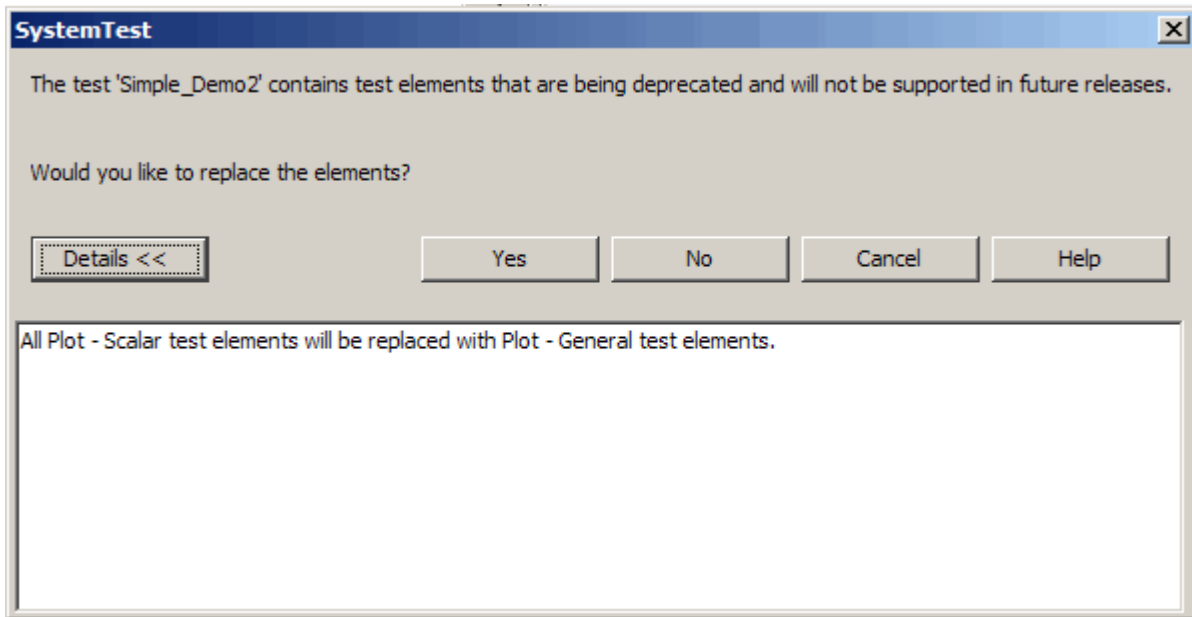 SystemTest
The test 'Simple_Demo2' contains test elements that are being deprecated and will not be supported in future releases.
Would you like to replace the elements?
Details << Yes No Cancel Help
All Plot - Scalar test elements will be replaced with Plot - General test elements.